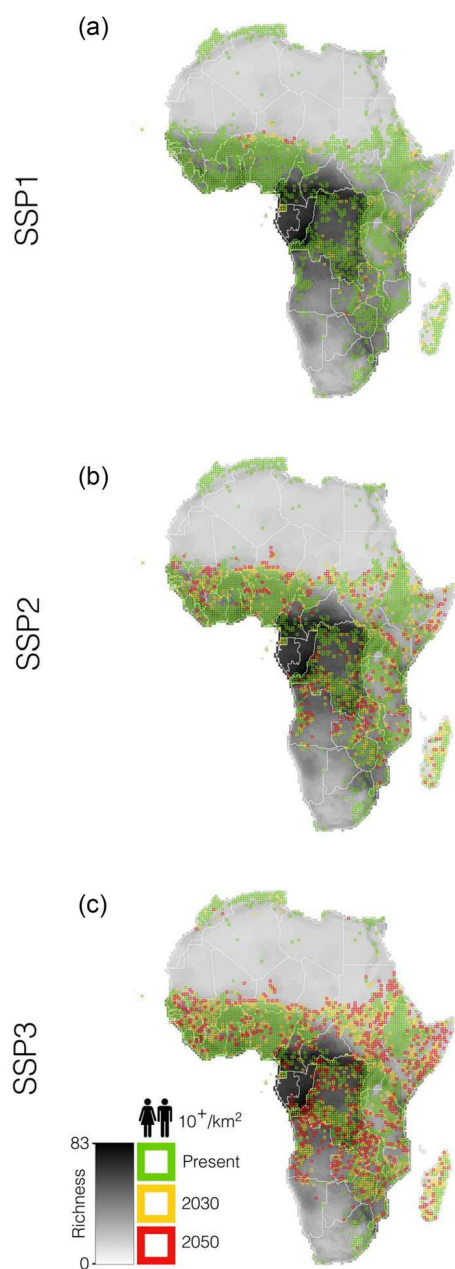 (a)
SSP1
(b)
SSP2
(c)
SSP3
10⁺/km²
83
Richness
0
Present
2030
2050